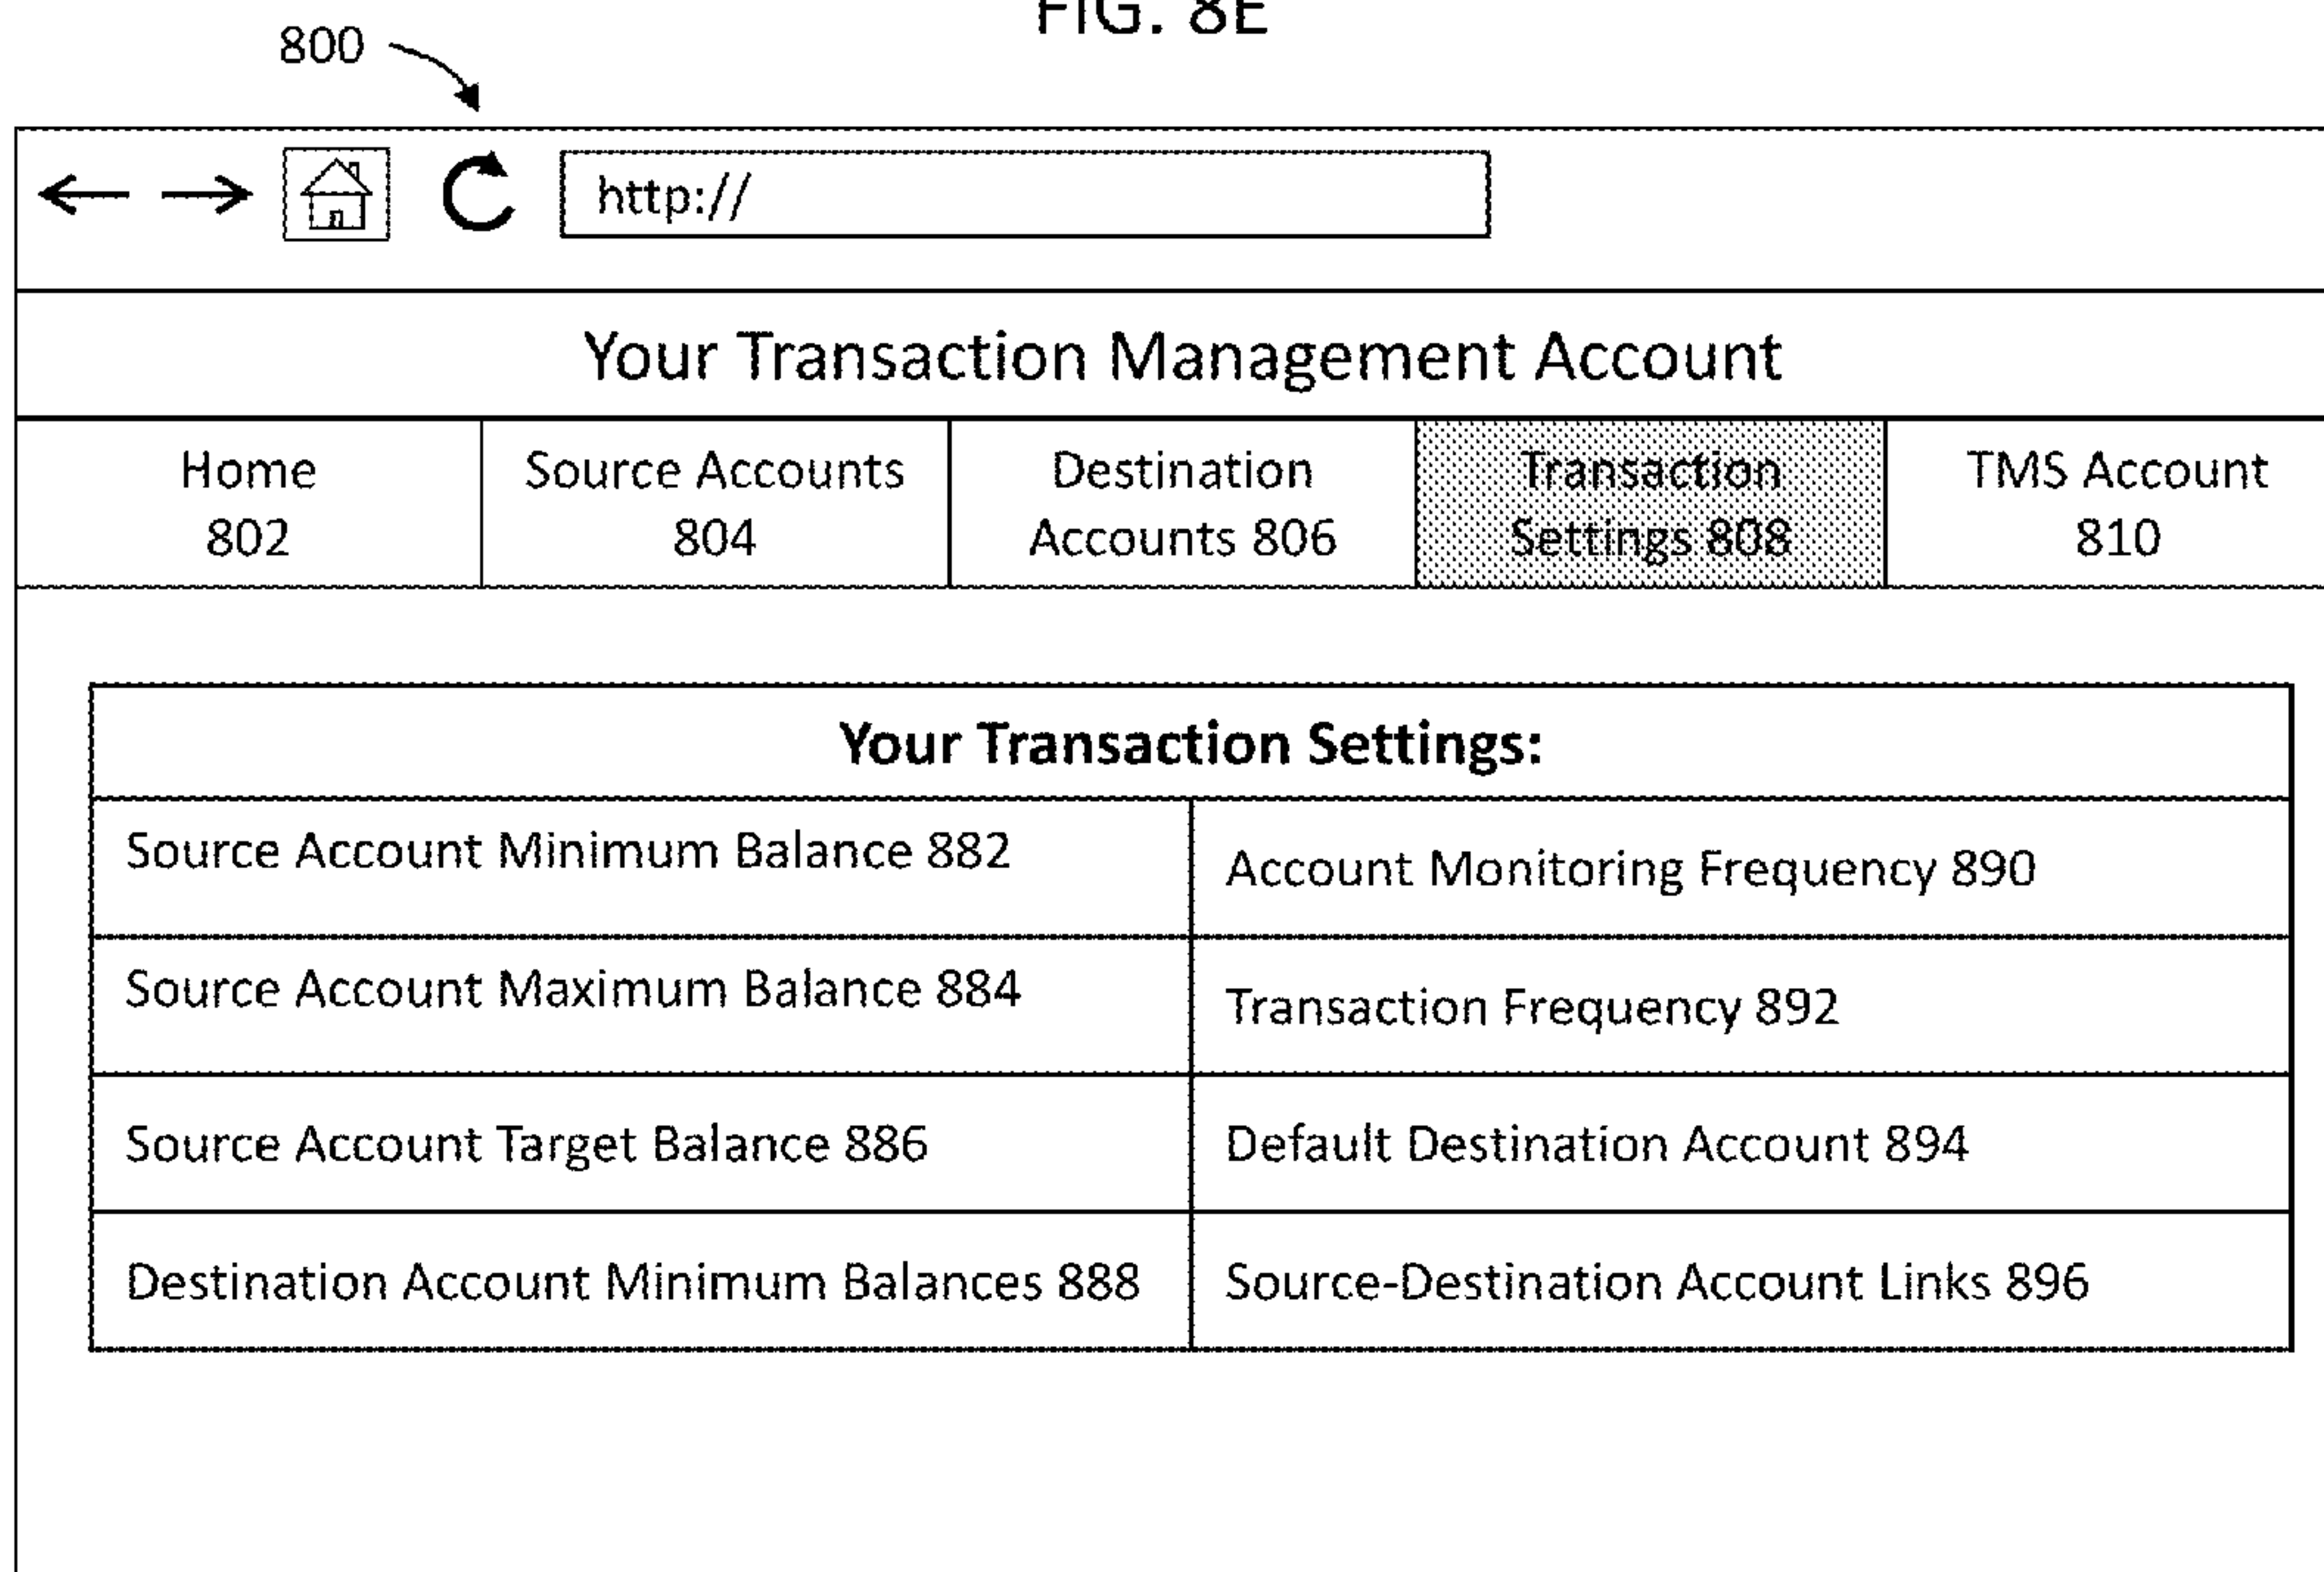 FIG. 8E
800
http://
Your Transaction Management Account
Home
802
Source Accounts
804
Destination
Accounts 806
Transaction
Settings 808
TMS Account
810
Your Transaction Settings:
Source Account Minimum Balance 882
Account Monitoring Frequency 890
Source Account Maximum Balance 884
Transaction Frequency 892
Source Account Target Balance 886
Default Destination Account 894
Destination Account Minimum Balances 888
Source-Destination Account Links 896